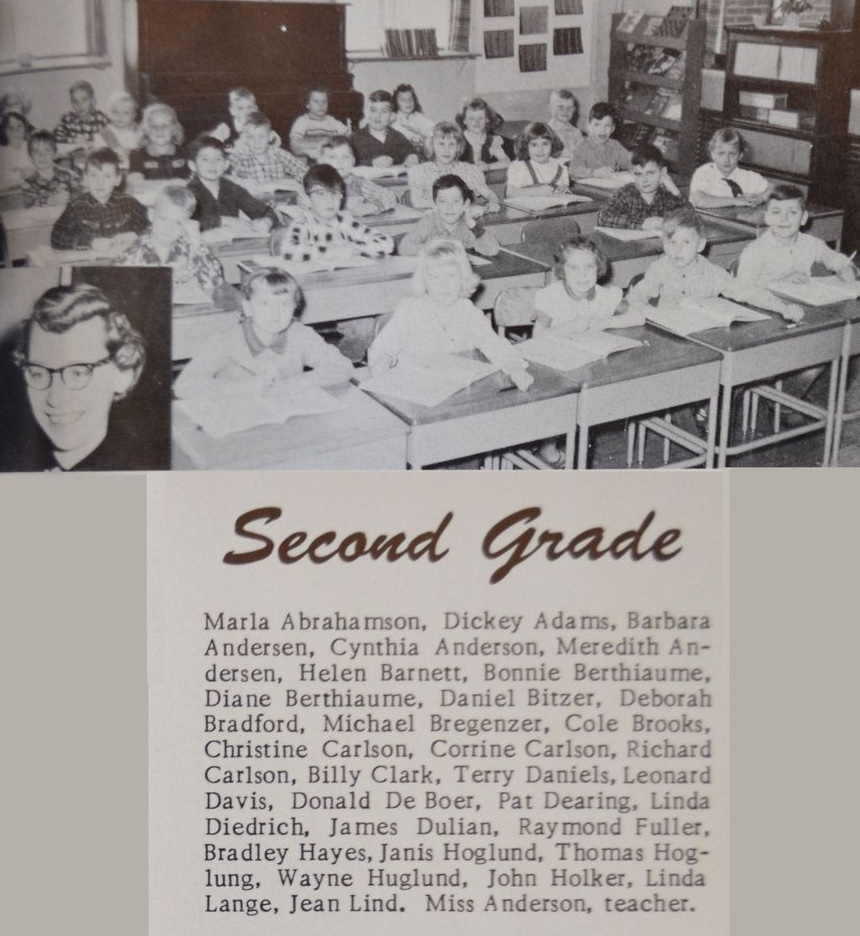 Second Grade
Marla Abrahamson, Dickey Adams, Barbara
Andersen, Cynthia Anderson, Meredith An-
dersen, Helen Barnett, Bonnie Berthiaume,
Diane Berthiaume, Daniel Bitzer, Deborah
Bradford, Michael Bregenzer, Cole Brooks,
Christine Carlson, Corrine Carlson, Richard
Carlson, Billy Clark, Terry Daniels, Leonard
Davis, Donald De Boer, Pat Dearing, Linda
Diedrich, James Dulian, Raymond Fuller,
Bradley Hayes, Janis Hoglund, Thomas Hog-
lung, Wayne Huglund, John Holker, Linda
Lange, Jean Lind. Miss Anderson, teacher.